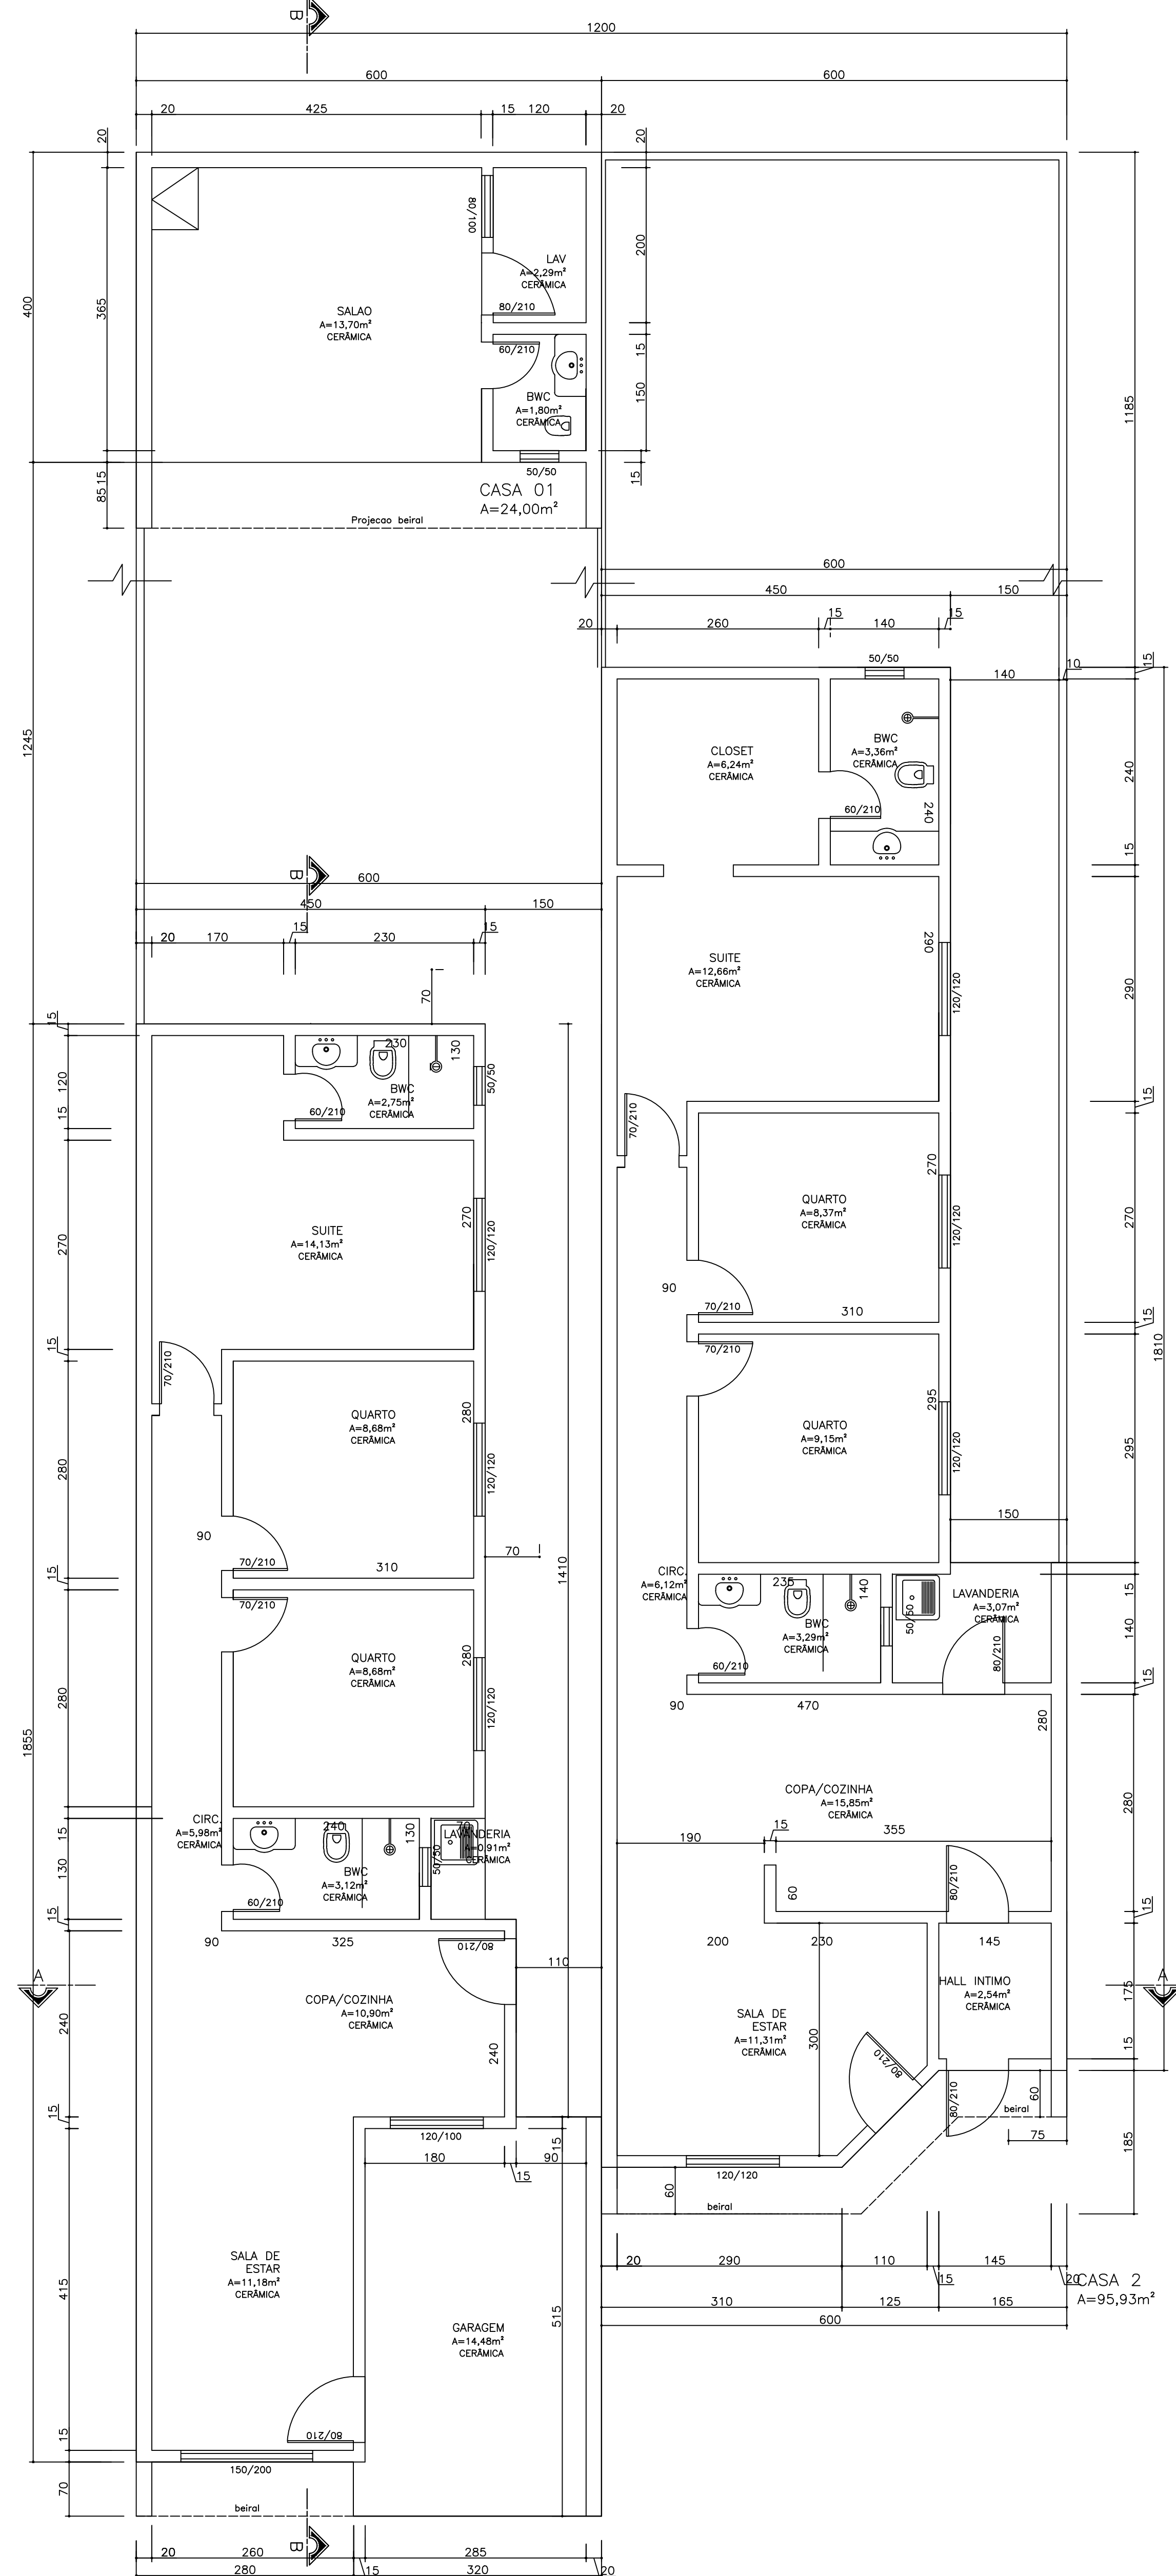 B
1200
600
600
20
425
15
120
20
20
20
400
365
80/100
200
LAV
A=2,29m²
CERÂMICA
SALAO
A=13,70m²
CERÂMICA
80/210
60/210
15
150
BWC
A=1,80m²
CERÂMICA
1185
50/50
15
85
15
CASA 01
A=24,00m²
Projecao beiral
600
450
150
20
260
15
140
15
50/50
15
140
10
1245
CLOSET
A=6,24m²
CERÂMICA
BWC
A=3,36m²
CERÂMICA
60/210
240
240
15
B
600
450
150
20
170
15
230
15
70
SUITE
A=12,66m²
CERÂMICA
290
120/120
290
15
120
15
230
130
BWC
A=2,75m²
CERÂMICA
60/210
50/50
70/210
15
SUITE
A=14,13m²
CERÂMICA
270
270
120/120
QUARTO
A=8,37m²
CERÂMICA
270
270
120/120
90
70/210
310
70/210
15
1810
15
70/210
QUARTO
A=8,68m²
CERÂMICA
280
280
120/120
QUARTO
A=9,15m²
CERÂMICA
295
295
120/120
90
70/210
310
70/210
15
70
1410
150
CIRC.
A=6,12m²
CERÂMICA
235
140
BWC
A=3,29m²
CERÂMICA
60/210
50/50
LAVANDERIA
A=3,07m²
CERÂMICA
80/210
15
140
15
QUARTO
A=8,68m²
CERÂMICA
280
280
120/120
1855
90
470
280
COPA/COZINHA
A=15,85m²
CERÂMICA
280
CIRC.
A=5,98m²
CERÂMICA
15
130
15
240
130
BWC
A=3,12m²
CERÂMICA
60/210
50/50
70
LAVANDERIA
A=0,91m²
CERÂMICA
190
15
355
60
80/210
15
90
325
80/210
110
200
230
145
A
A
COPA/COZINHA
A=10,90m²
CERÂMICA
240
240
HALL INTIMO
A=2,54m²
CERÂMICA
175
15
SALA DE
ESTAR
A=11,31m²
CERÂMICA
300
80/210
80/210
60
beiral
75
185
15
120/100
15
180
15
90
120/120
60
beiral
20
290
110
15
145
20
310
125
165
600
CASA 2
A=95,93m²
SALA DE
ESTAR
A=11,18m²
CERÂMICA
415
515
GARAGEM
A=14,48m²
CERÂMICA
80/210
15
150/200
70
beiral
B
20
260
15
285
20
280
320